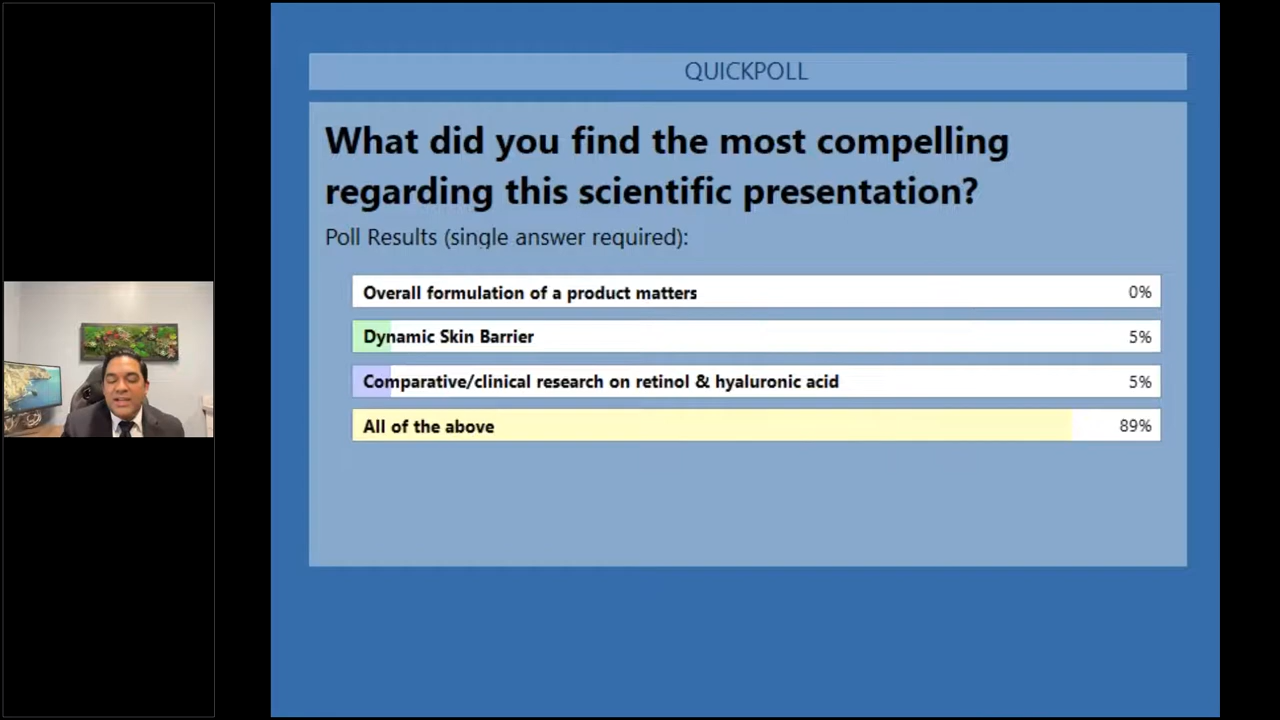 QUICKPOLL
What did you find the most compelling
regarding this scientific presentation?
Poll Results (single answer required):
Overall formulation of a product matters 0%
Dynamic Skin Barrier 5%
Comparative/clinical research on retinol & hyaluronic acid 5%
All of the above 89%